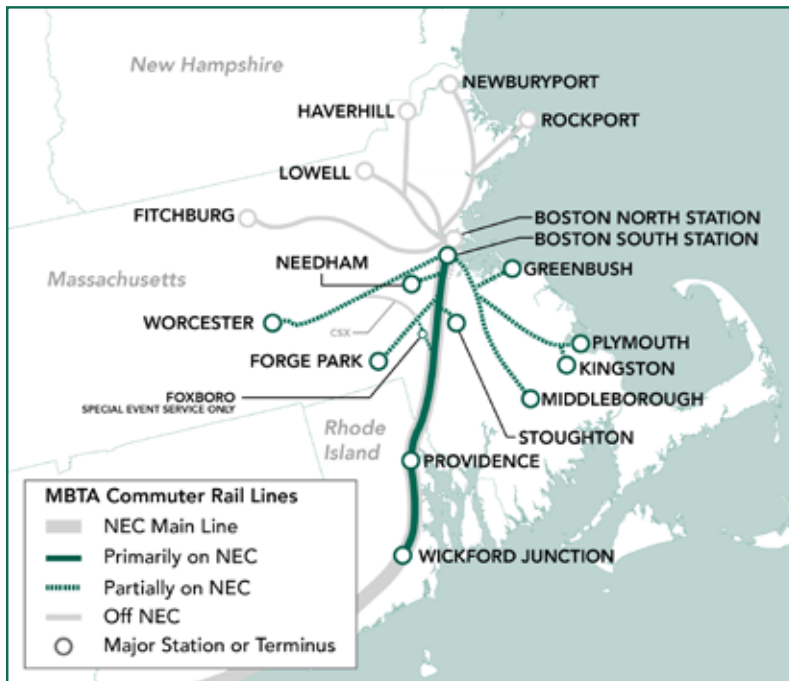 New Hampshire
NEWBURYPORT
HAVERHILL
ROCKPORT
LOWELL
FITCHBURG
BOSTON NORTH STATION
BOSTON SOUTH STATION
NEEDHAM
GREENBUSH
Massachusetts
WORCESTER
CSX
PLYMOUTH
FORGE PARK
KINGSTON
FOXBORO
SPECIAL EVENT SERVICE ONLY
MIDDLEBOROUGH
Rhode
Island
STOUGHTON
PROVIDENCE
MBTA Commuter Rail Lines
NEC Main Line
Primarily on NEC
WICKFORD JUNCTION
Partially on NEC
Off NEC
Major Station or Terminus